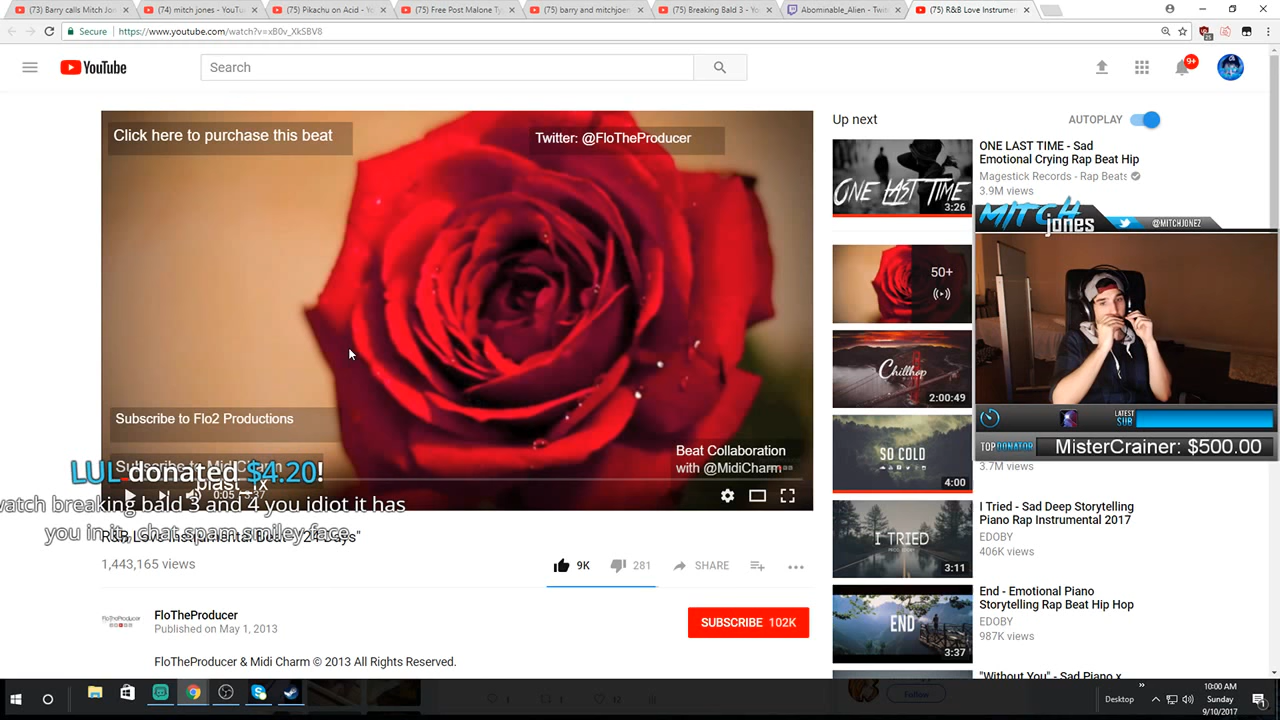 (73) Barry calls Mitch Jon
(74) mitch jones - YouTu
(75) Pikachu on Acid - Yo
(75) Free Post Malone Ty
(75) barry and mitchjoe
(75) Breaking Bald 3 - Yo
Abominable_Alien - Twit
(75) R&B Love Instrumen
Secure
https://www.youtube.com/watch?v=xB0v_XkSBV8
YouTube
Search
9+
Click here to purchase this beat
Twitter: @FloTheProducer
Subscribe to Flo2 Productions
Beat Collaboration
with @MidiCharm
0:05
LUL donated $4.20!
watch breaking bald 3 and 4 you idiot it has
you in it, chat spam smiley face
1,443,165 views
9K
281
SHARE
FloTheProducer
Published on May 1, 2013
SUBSCRIBE 102K
FloTheProducer & Midi Charm © 2013 All Rights Reserved.
Up next
AUTOPLAY
ONE LAST TIME
3:26
ONE LAST TIME - Sad
Emotional Crying Rap Beat Hip
Magestick Records - Rap Beats
3.9M views
50+
Chillhop
2:00:49
SO COLD
4:00
3.7M views
I TRIED
3:11
I Tried - Sad Deep Storytelling
Piano Rap Instrumental 2017
EDOBY
406K views
END
3:37
End - Emotional Piano
Storytelling Rap Beat Hip Hop
EDOBY
987K views
"Without You" - Sad Piano x
MITCH
jones
@MITCHJONEZ
LATEST
SUB
TOP DONATOR
MisterCrainer: $500.00
Follow
12
Desktop
10:00 AM
Sunday
9/10/2017